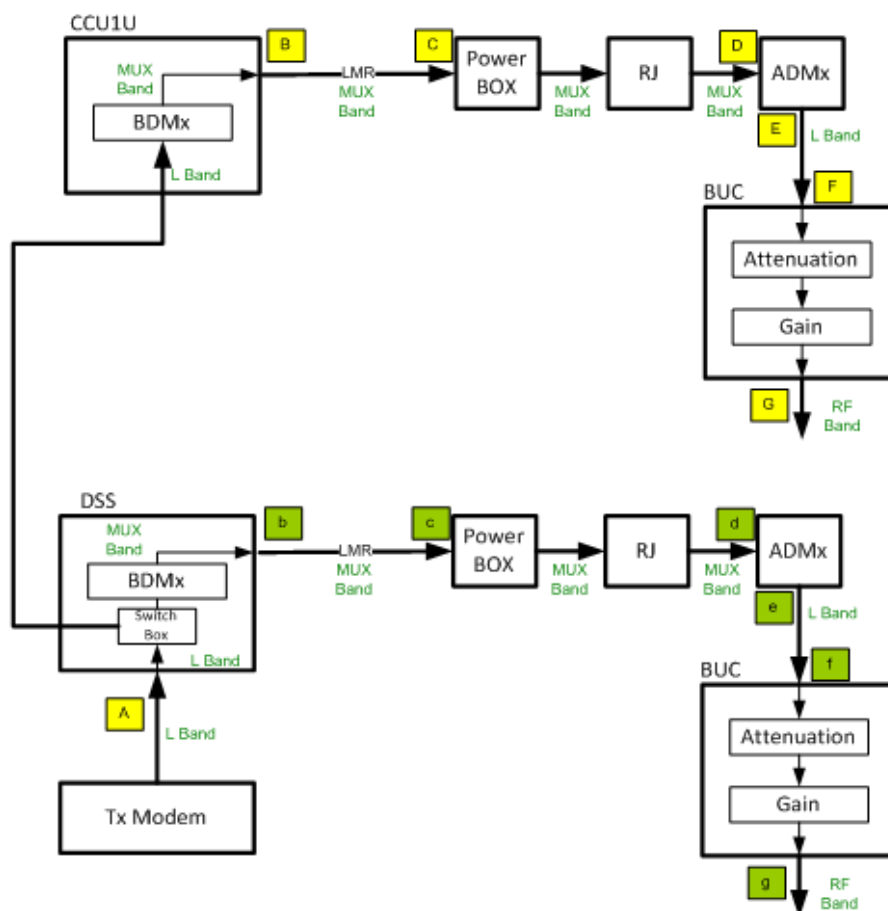 CCU1U
B
C
D
MUX
Band
BDMx
L Band
LMR
MUX
Band
Power
BOX
MUX
Band
RJ
MUX
Band
ADMx
E
L Band
F
BUC
Attenuation
Gain
G
RF
Band
DSS
b
c
d
MUX
Band
BDMx
Switch
Box
L Band
LMR
MUX
Band
Power
BOX
MUX
Band
RJ
MUX
Band
ADMx
e
L Band
f
BUC
Attenuation
Gain
g
RF
Band
A
L Band
Tx Modem